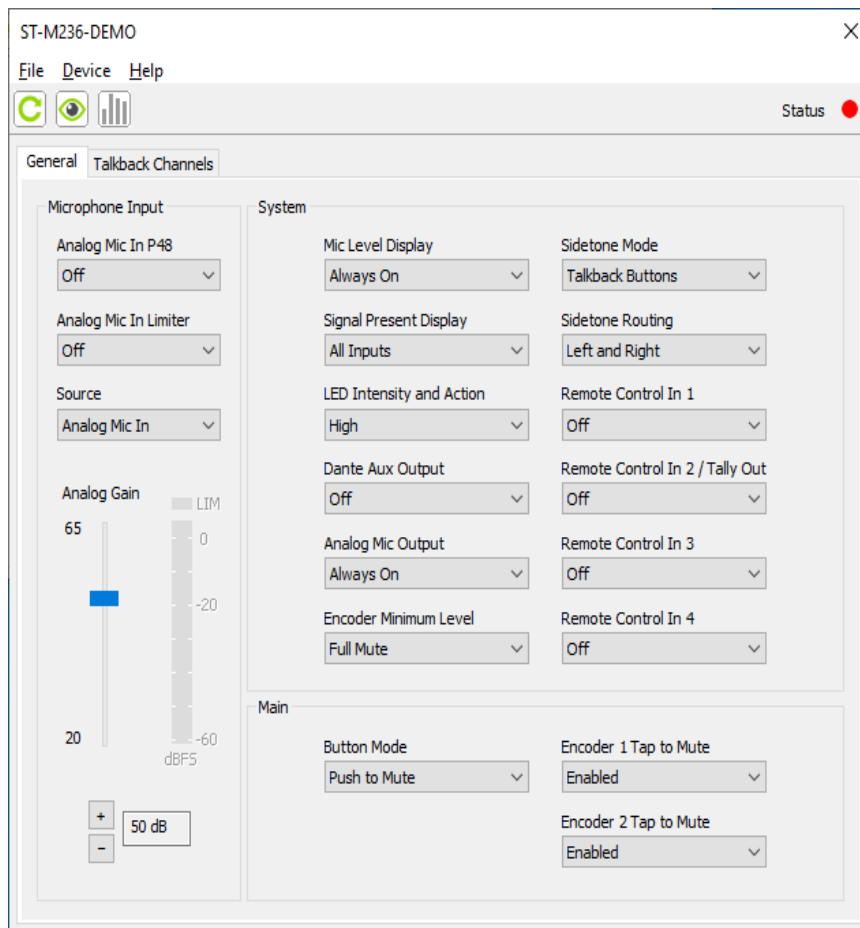 ST-M236-DEMO
File Device Help
Status
General Talkback Channels
Microphone Input
Analog Mic In P48
Off
Analog Mic In Limiter
Off
Source
Analog Mic In
Analog Gain
LIM
65
0
-20
20
-60
dBFS
+
50 dB
-
System
Mic Level Display
Always On
Signal Present Display
All Inputs
LED Intensity and Action
High
Dante Aux Output
Off
Analog Mic Output
Always On
Encoder Minimum Level
Full Mute
Sidetone Mode
Talkback Buttons
Sidetone Routing
Left and Right
Remote Control In 1
Off
Remote Control In 2 / Tally Out
Off
Remote Control In 3
Off
Remote Control In 4
Off
Main
Button Mode
Push to Mute
Encoder 1 Tap to Mute
Enabled
Encoder 2 Tap to Mute
Enabled